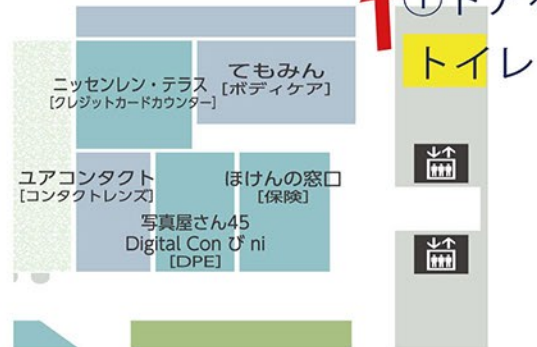 ①ドア
トイレ
てもみん
[ボディケア]
ニッセンレン・テラス
[クレジットカードカウンター]
ユアコンタクト
[コンタクトレンズ]
ほけんの窓口
[保険]
写真屋さん45
Digital Con び ni
[DPE]